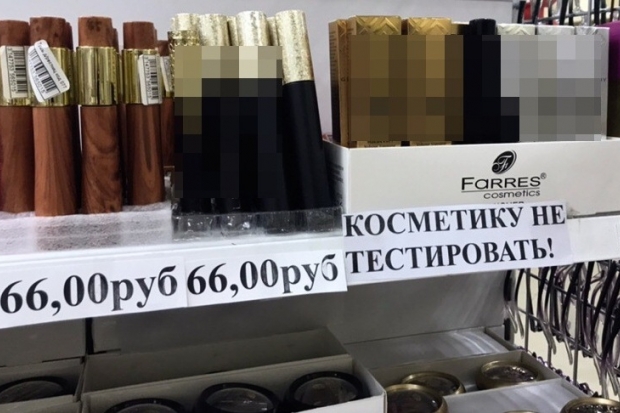 FARRES®
cosmetics
КОСМЕТИКУ НЕ
ТЕСТИРОВАТЬ!
66,00руб
66,00руб